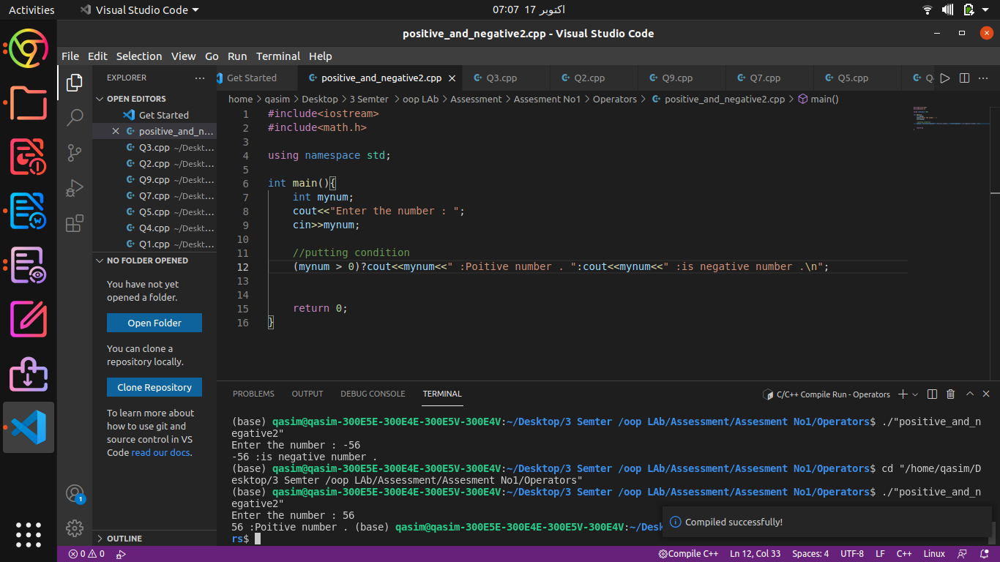 Activities
Visual Studio Code
07:07 17 اکتوبر
positive_and_negative2.cpp - Visual Studio Code
File Edit Selection View Go Run Terminal Help
EXPLORER
Get Started
positive_and_negative2.cpp
Q3.cpp
Q2.cpp
Q9.cpp
Q7.cpp
Q5.cpp
OPEN EDITORS
Get Started
positive_and_n...
Q3.cpp ~/Deskt...
Q2.cpp ~/Deskt...
Q9.cpp ~/Deskt...
Q7.cpp ~/Deskt...
Q5.cpp ~/Deskt...
Q4.cpp ~/Deskt...
Q1.cpp ~/Deskt...
NO FOLDER OPENED
You have not yet
opened a folder.
Open Folder
You can clone a
repository locally.
Clone Repository
To learn more about
how to use git and
source control in VS
Code read our docs.
OUTLINE
home > qasim > Desktop > 3 Semter > oop LAb > Assessment > Assesment No1 > Operators > positive_and_negative2.cpp > main()
1 #include<iostream>
2 #include<math.h>
3
4 using namespace std;
5
6 int main(){
7 int mynum;
8 cout<<"Enter the number : ";
9 cin>>mynum;
10
11 //putting condition
12 (mynum > 0)?cout<<mynum<<" :Poitive number . ":cout<<mynum<<" :is negative number .\n";
13
14
15 return 0;
16 }
PROBLEMS OUTPUT DEBUG CONSOLE TERMINAL
C/C++ Compile Run - Operators
(base) qasim@qasim-300E5E-300E4E-300E5V-300E4V:~/Desktop/3 Semter /oop LAb/Assessment/Assesment No1/Operators$ ./"positive_and_n
egative2"
Enter the number : -56
-56 :is negative number .
(base) qasim@qasim-300E5E-300E4E-300E5V-300E4V:~/Desktop/3 Semter /oop LAb/Assessment/Assesment No1/Operators$ cd "/home/qasim/D
esktop/3 Semter /oop LAb/Assessment/Assesment No1/Operators"
(base) qasim@qasim-300E5E-300E4E-300E5V-300E4V:~/Desktop/3 Semter /oop LAb/Assessment/Assesment No1/Operators$ ./"positive_and_n
egative2"
Enter the number : 56
56 :Poitive number . (base) qasim@qasim-300E5E-300E4E-300E5V-300E4V:~/Desk
rs$
Compiled successfully!
1
0 0
Compile C++
Ln 12, Col 33
Spaces: 4
UTF-8
LF
C++
Linux